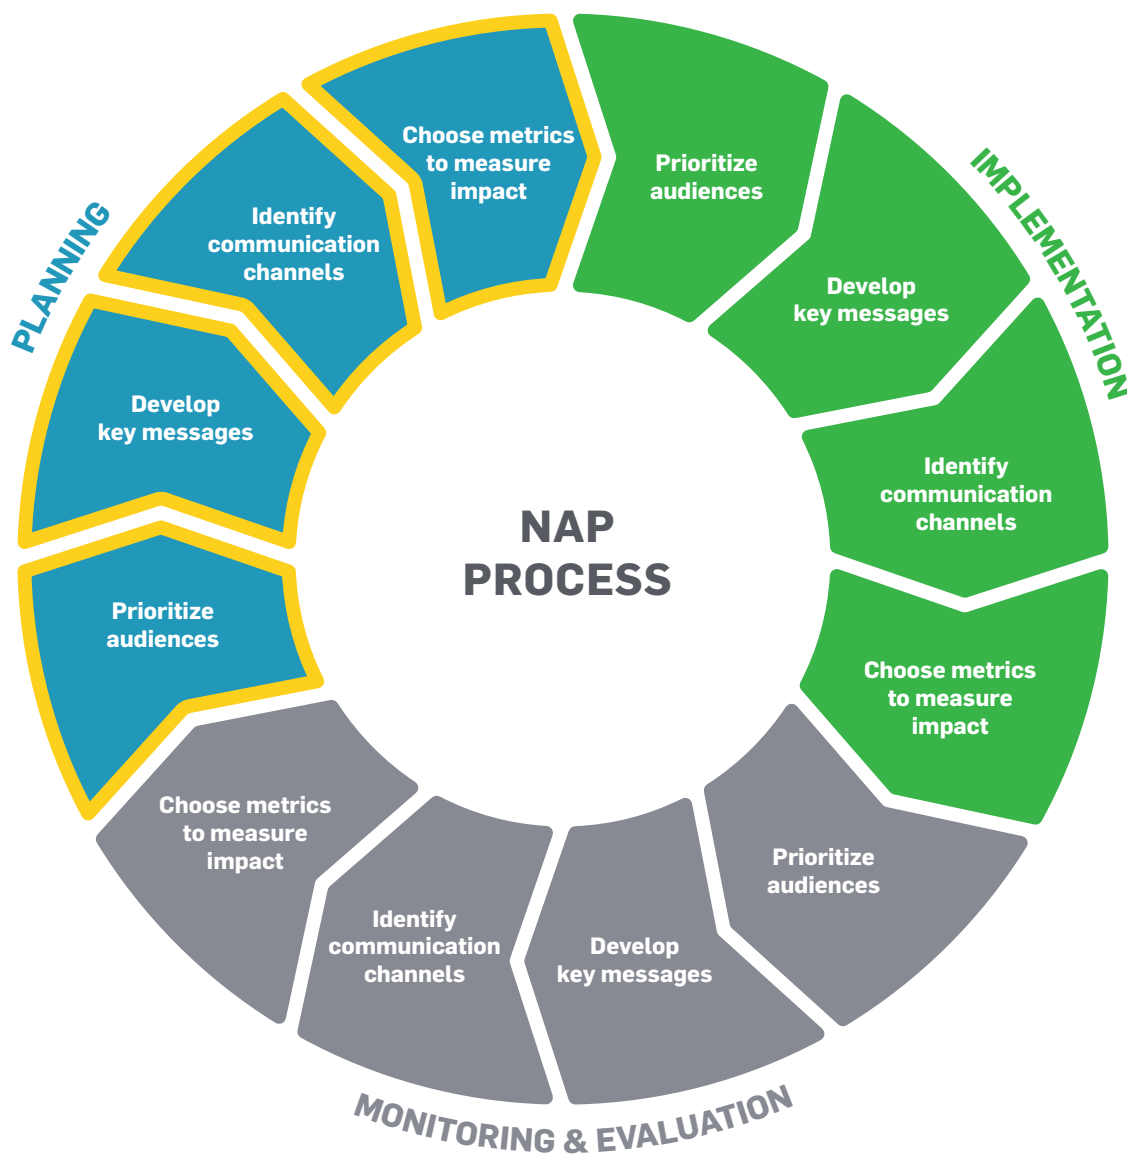 NAP
PROCESS
PLANNING
Prioritize
audiences
Develop
key messages
Identify
communication
channels
Choose metrics
to measure
impact
IMPLEMENTATION
Prioritize
audiences
Develop
key messages
Identify
communication
channels
Choose metrics
to measure
impact
MONITORING & EVALUATION
Prioritize
audiences
Develop
key messages
Identify
communication
channels
Choose metrics
to measure
impact